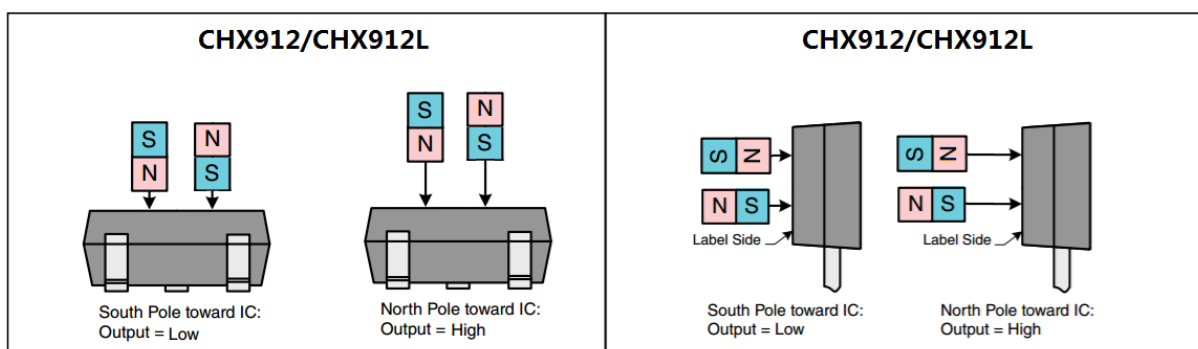 CHX912/CHX912L
S N
N S
S N
N S
South Pole toward IC:
Output = Low
North Pole toward IC:
Output = High
CHX912/CHX912L
S N
N S
Label Side
S N
N S
Label Side
South Pole toward IC:
Output = Low
North Pole toward IC:
Output = High